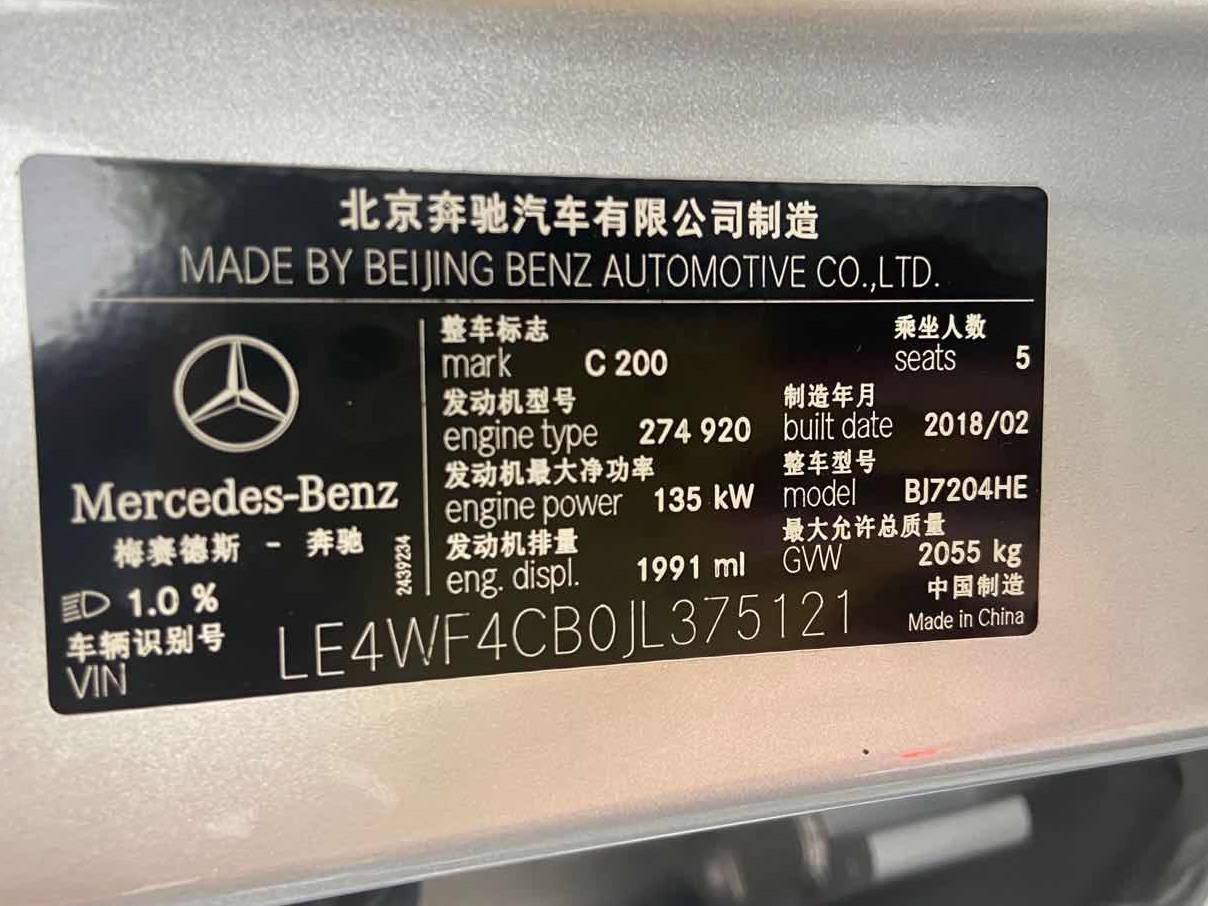 北京奔驰汽车有限公司制造
MADE BY BEIJING BENZ AUTOMOTIVE CO.,LTD.
Mercedes-Benz
梅赛德斯 - 奔驰
2439234
1.0 %
整车标志
mark C 200
乘坐人数
seats 5
发动机型号
engine type 274 920
制造年月
built date 2018/02
发动机最大净功率
engine power 135 kW
整车型号
model BJ7204HE
发动机排量
eng. displ. 1991 ml
最大允许总质量
GVW 2055 kg
中国制造
Made in China
车辆识别号
VIN LE4WF4CB0JL375121